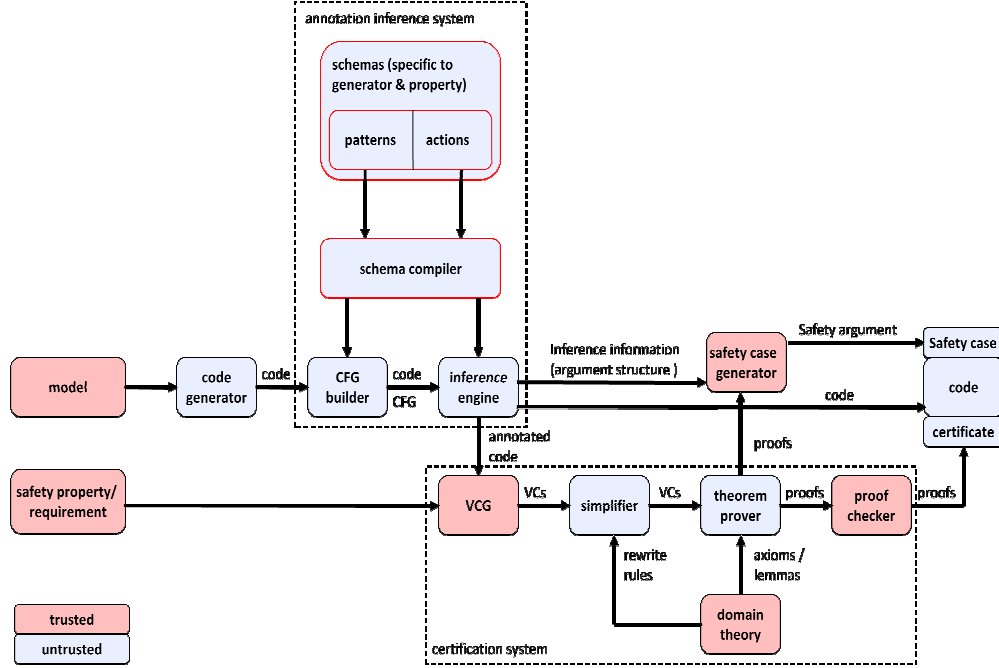 annotation inference system
schemas (specific to
generator & property)
patterns
actions
schema compiler
model
code
generator
code
CFG
builder
code
CFG
inference
engine
Inference information
(argument structure )
safety case
generator
Safety argument
Safety case
code
code
certificate
annotated
code
proofs
safety property/
requirement
VCG
VCs
simplifier
VCs
theorem
prover
proofs
proof
checker
proofs
rewrite
rules
axioms /
lemmas
domain
theory
trusted
untrusted
certification system